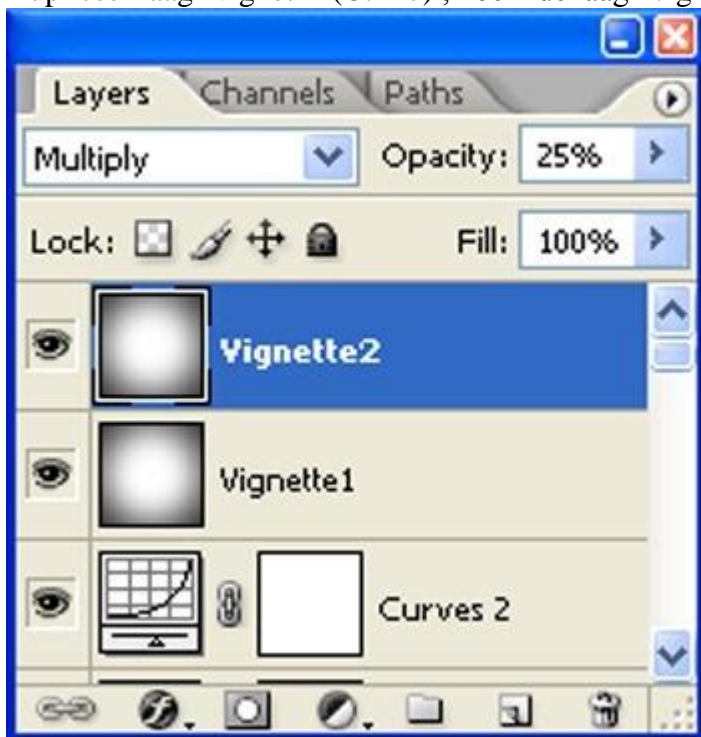 Layers Channels Paths
Multiply Opacity: 25%
Lock: Fill: 100%
Vignette2
Vignette1
Curves 2